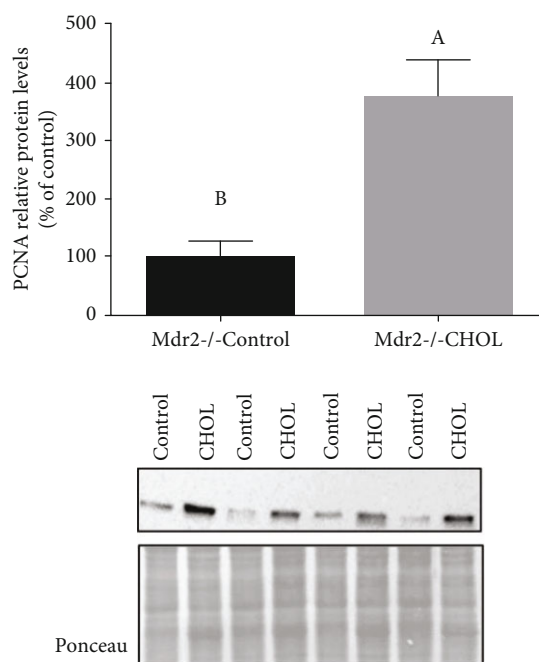 PCNA relative protein levels
(% of control)
500
400
300
200
100
0
B
A
Mdr2-/-Control
Mdr2-/-CHOL
Control
CHOL
Control
CHOL
Control
CHOL
Control
CHOL
Ponceau